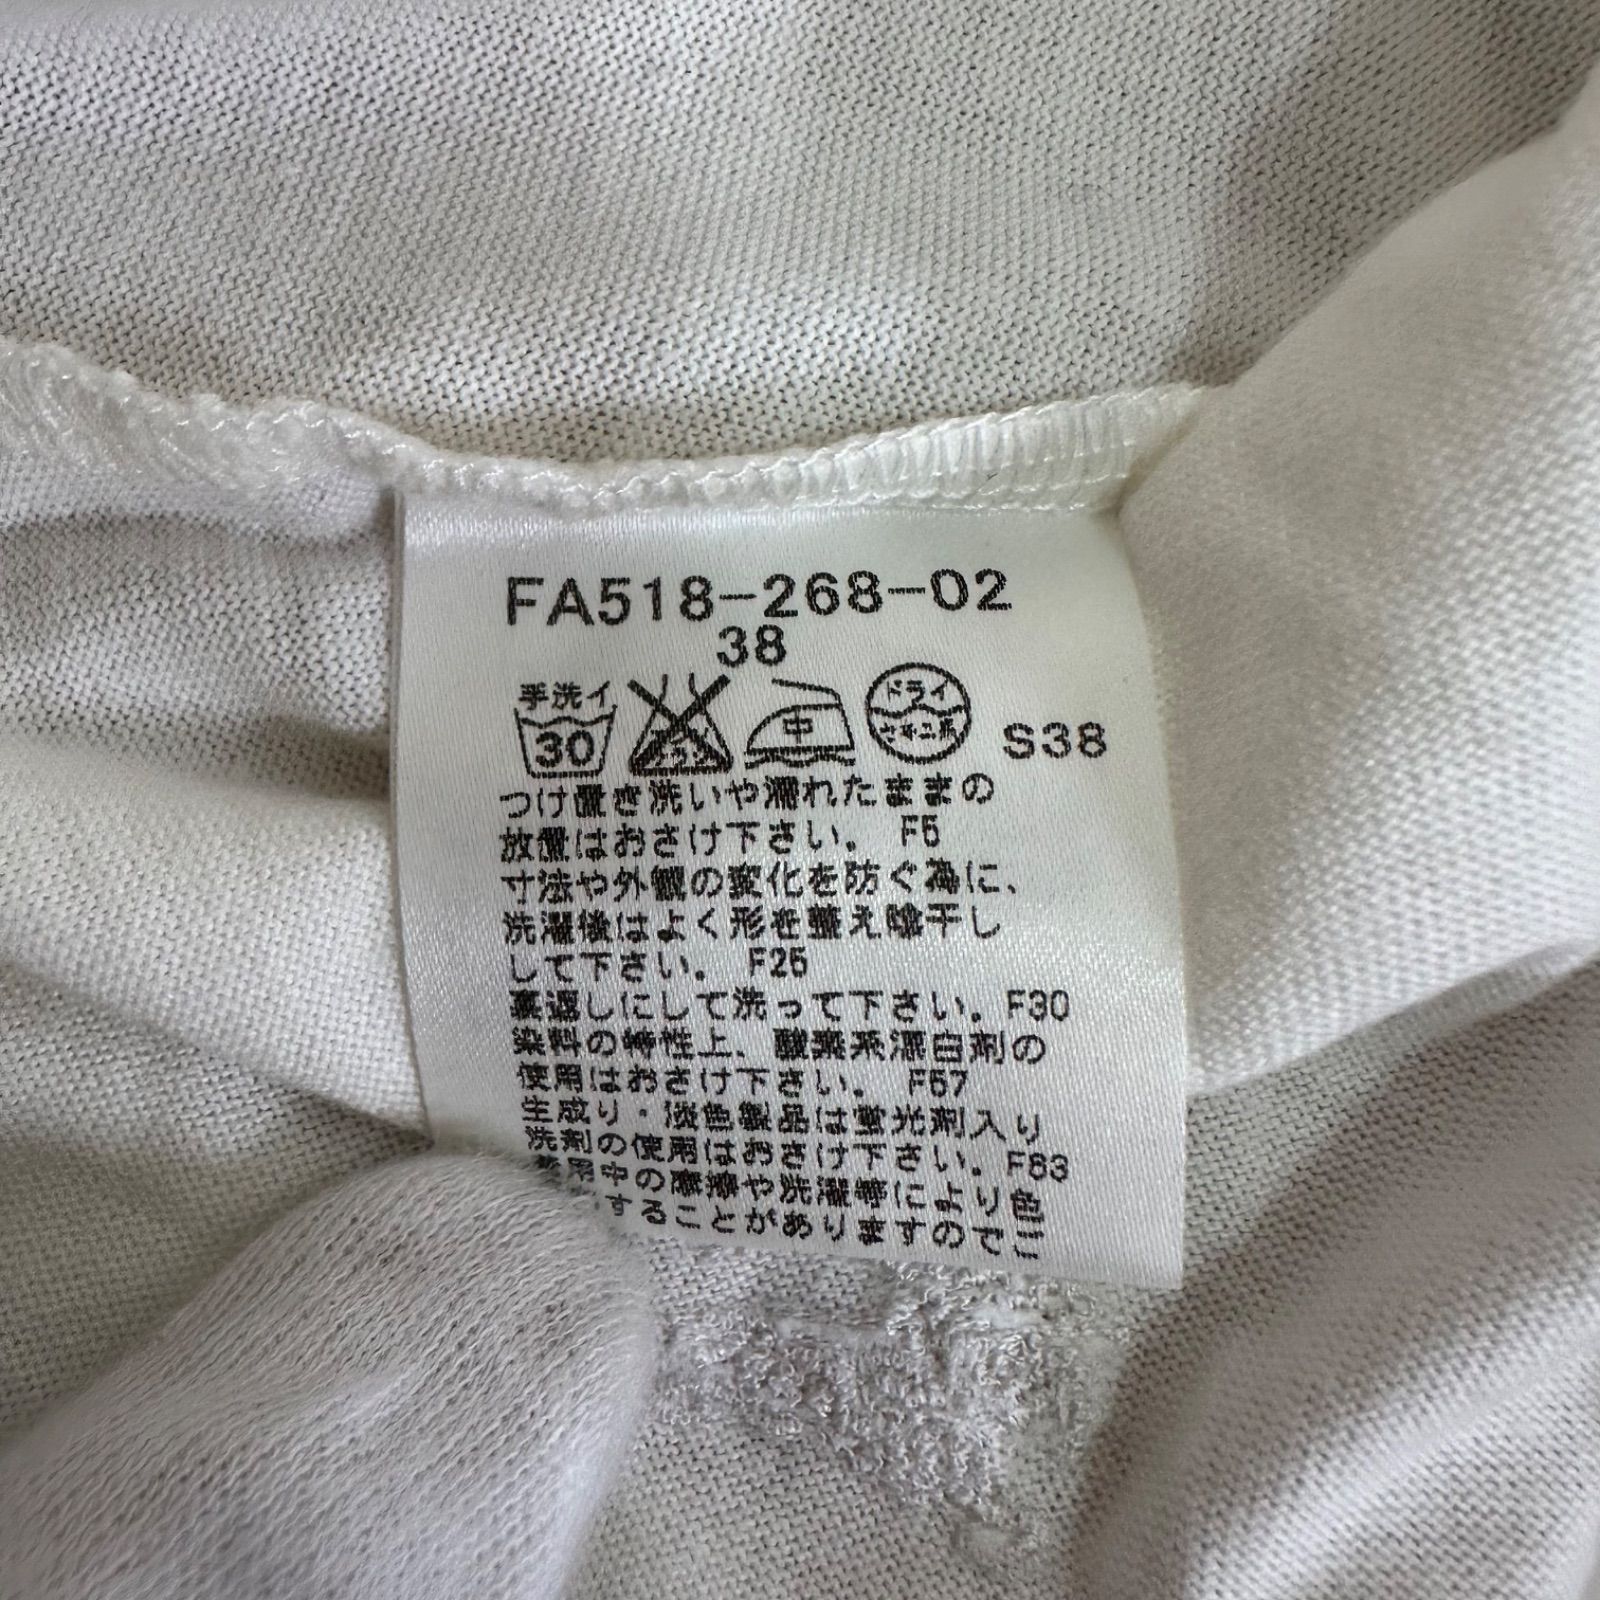 FA518-268-02
38
手洗イ
30
中
ドライ
S38
つけ置き洗いや濡れたままの
放置はおさけ下さい。 F5
寸法や外観の変化を防ぐ為に、
洗濯後はよく形を整え陰干し
して下さい。 F25
裏返しにして洗って下さい。F30
染料の特性上、酸素系漂白剤の
使用はおさけ下さい。 F57
生成り・淡色製品は蛍光剤入り
洗剤の使用はおさけ下さい。F63
着用中の摩擦や洗濯等により色
することがありますのでご